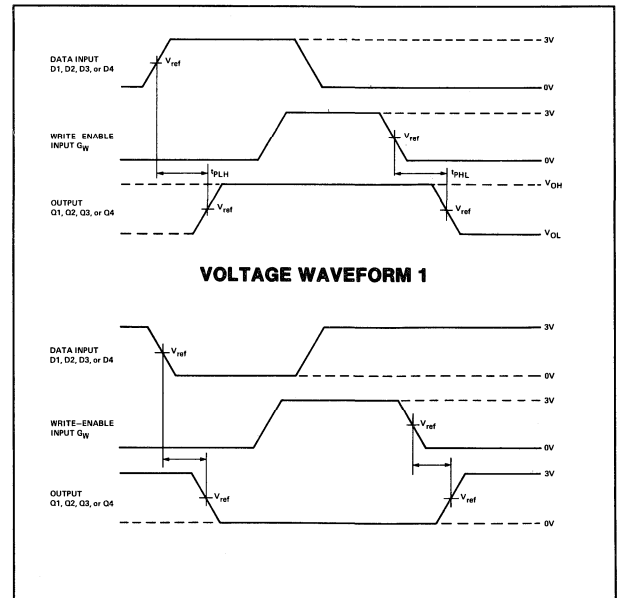 3V
DATA INPUT
D1, D2, D3, or D4
Vref
0V
3V
WRITE-ENABLE
INPUT GW
Vref
0V
tPLH
tPHL
VOH
OUTPUT
Q1, Q2, Q3, or Q4
Vref
Vref
VOL
VOLTAGE WAVEFORM 1
3V
DATA INPUT
D1, D2, D3, or D4
Vref
0V
3V
WRITE-ENABLE
INPUT GW
Vref
0V
3V
OUTPUT
Q1, Q2, Q3, or Q4
Vref
Vref
0V